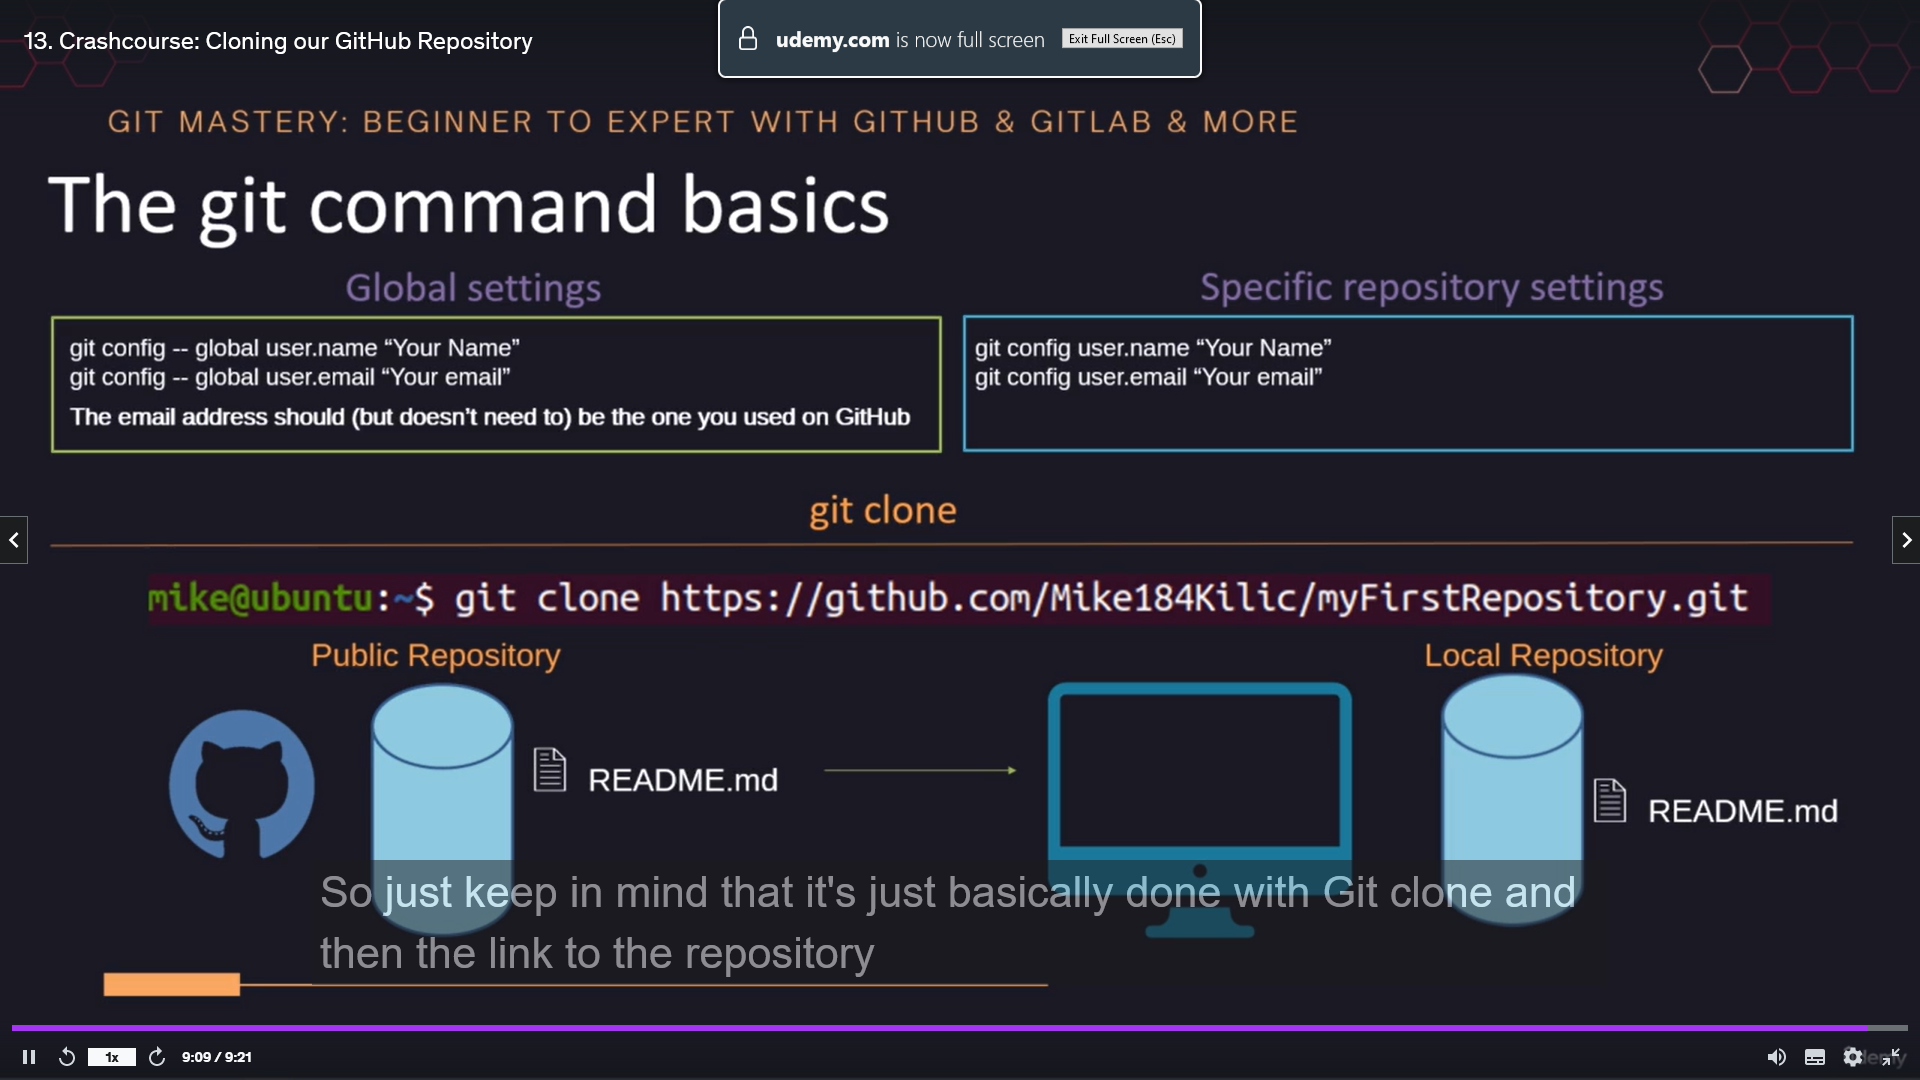 13. Crashcourse: Cloning our GitHub Repository
udemy.com is now full screen
Exit Full Screen (Esc)
GIT MASTERY: BEGINNER TO EXPERT WITH GITHUB & GITLAB & MORE
The git command basics
Global settings
git config -- global user.name “Your Name”
git config -- global user.email “Your email”
The email address should (but doesn’t need to) be the one you used on GitHub
Specific repository settings
git config user.name “Your Name”
git config user.email “Your email”
git clone
mike@ubuntu:~$ git clone https://github.com/Mike184Kilic/myFirstRepository.git
Public Repository
Local Repository
README.md
README.md
So just keep in mind that it's just basically done with Git clone and
then the link to the repository
1x
9:09 / 9:21